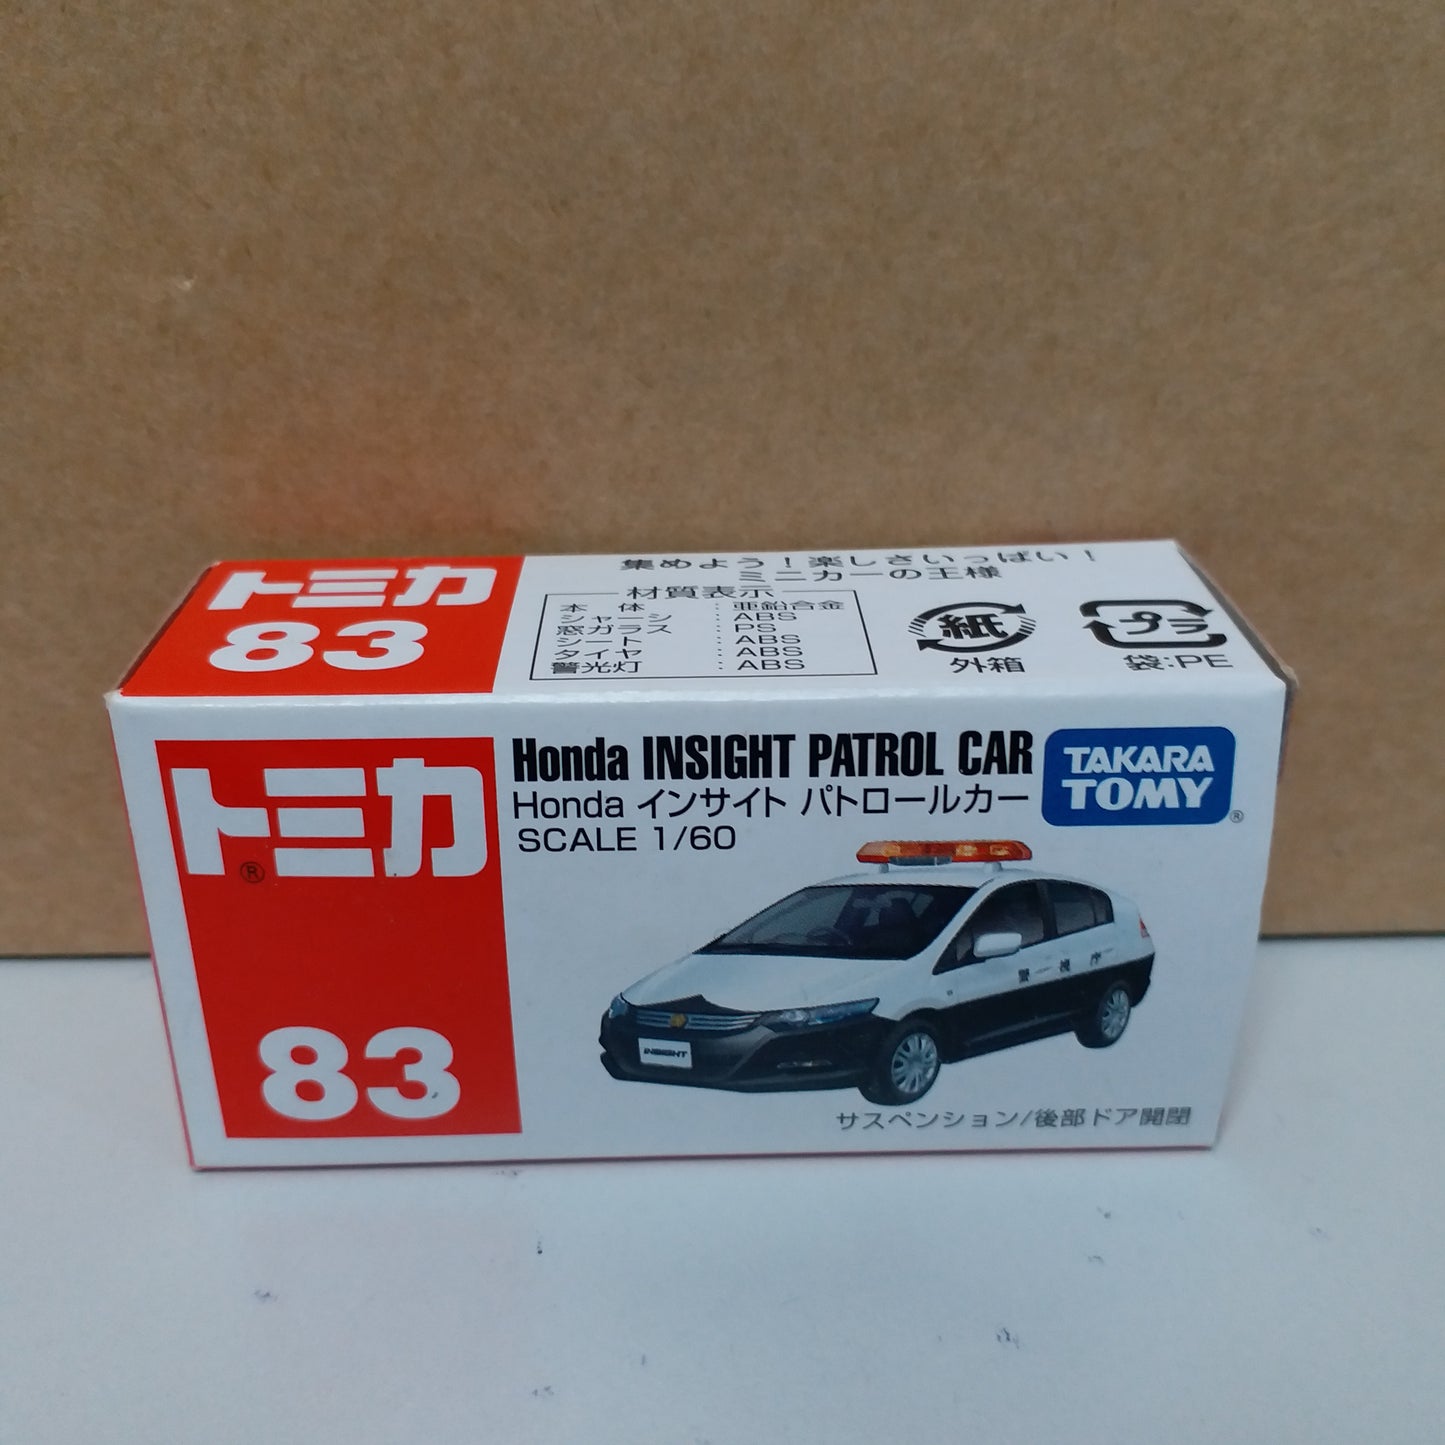 トミカ
83
集めよう!楽しさいっぱい!
ミニカーの王様
材質表示
本体:亜鉛合金
シャーシ:ABS
窓ガラス:PS
シート:ABS
タイヤ:ABS
警光灯:ABS
紙
外箱
プラ
袋:PE
トミカ®
83
Honda INSIGHT PATROL CAR
Honda インサイト パトロールカー
SCALE 1/60
TAKARA
TOMY®
警視庁
INSIGHT
サスペンション/後部ドア開閉